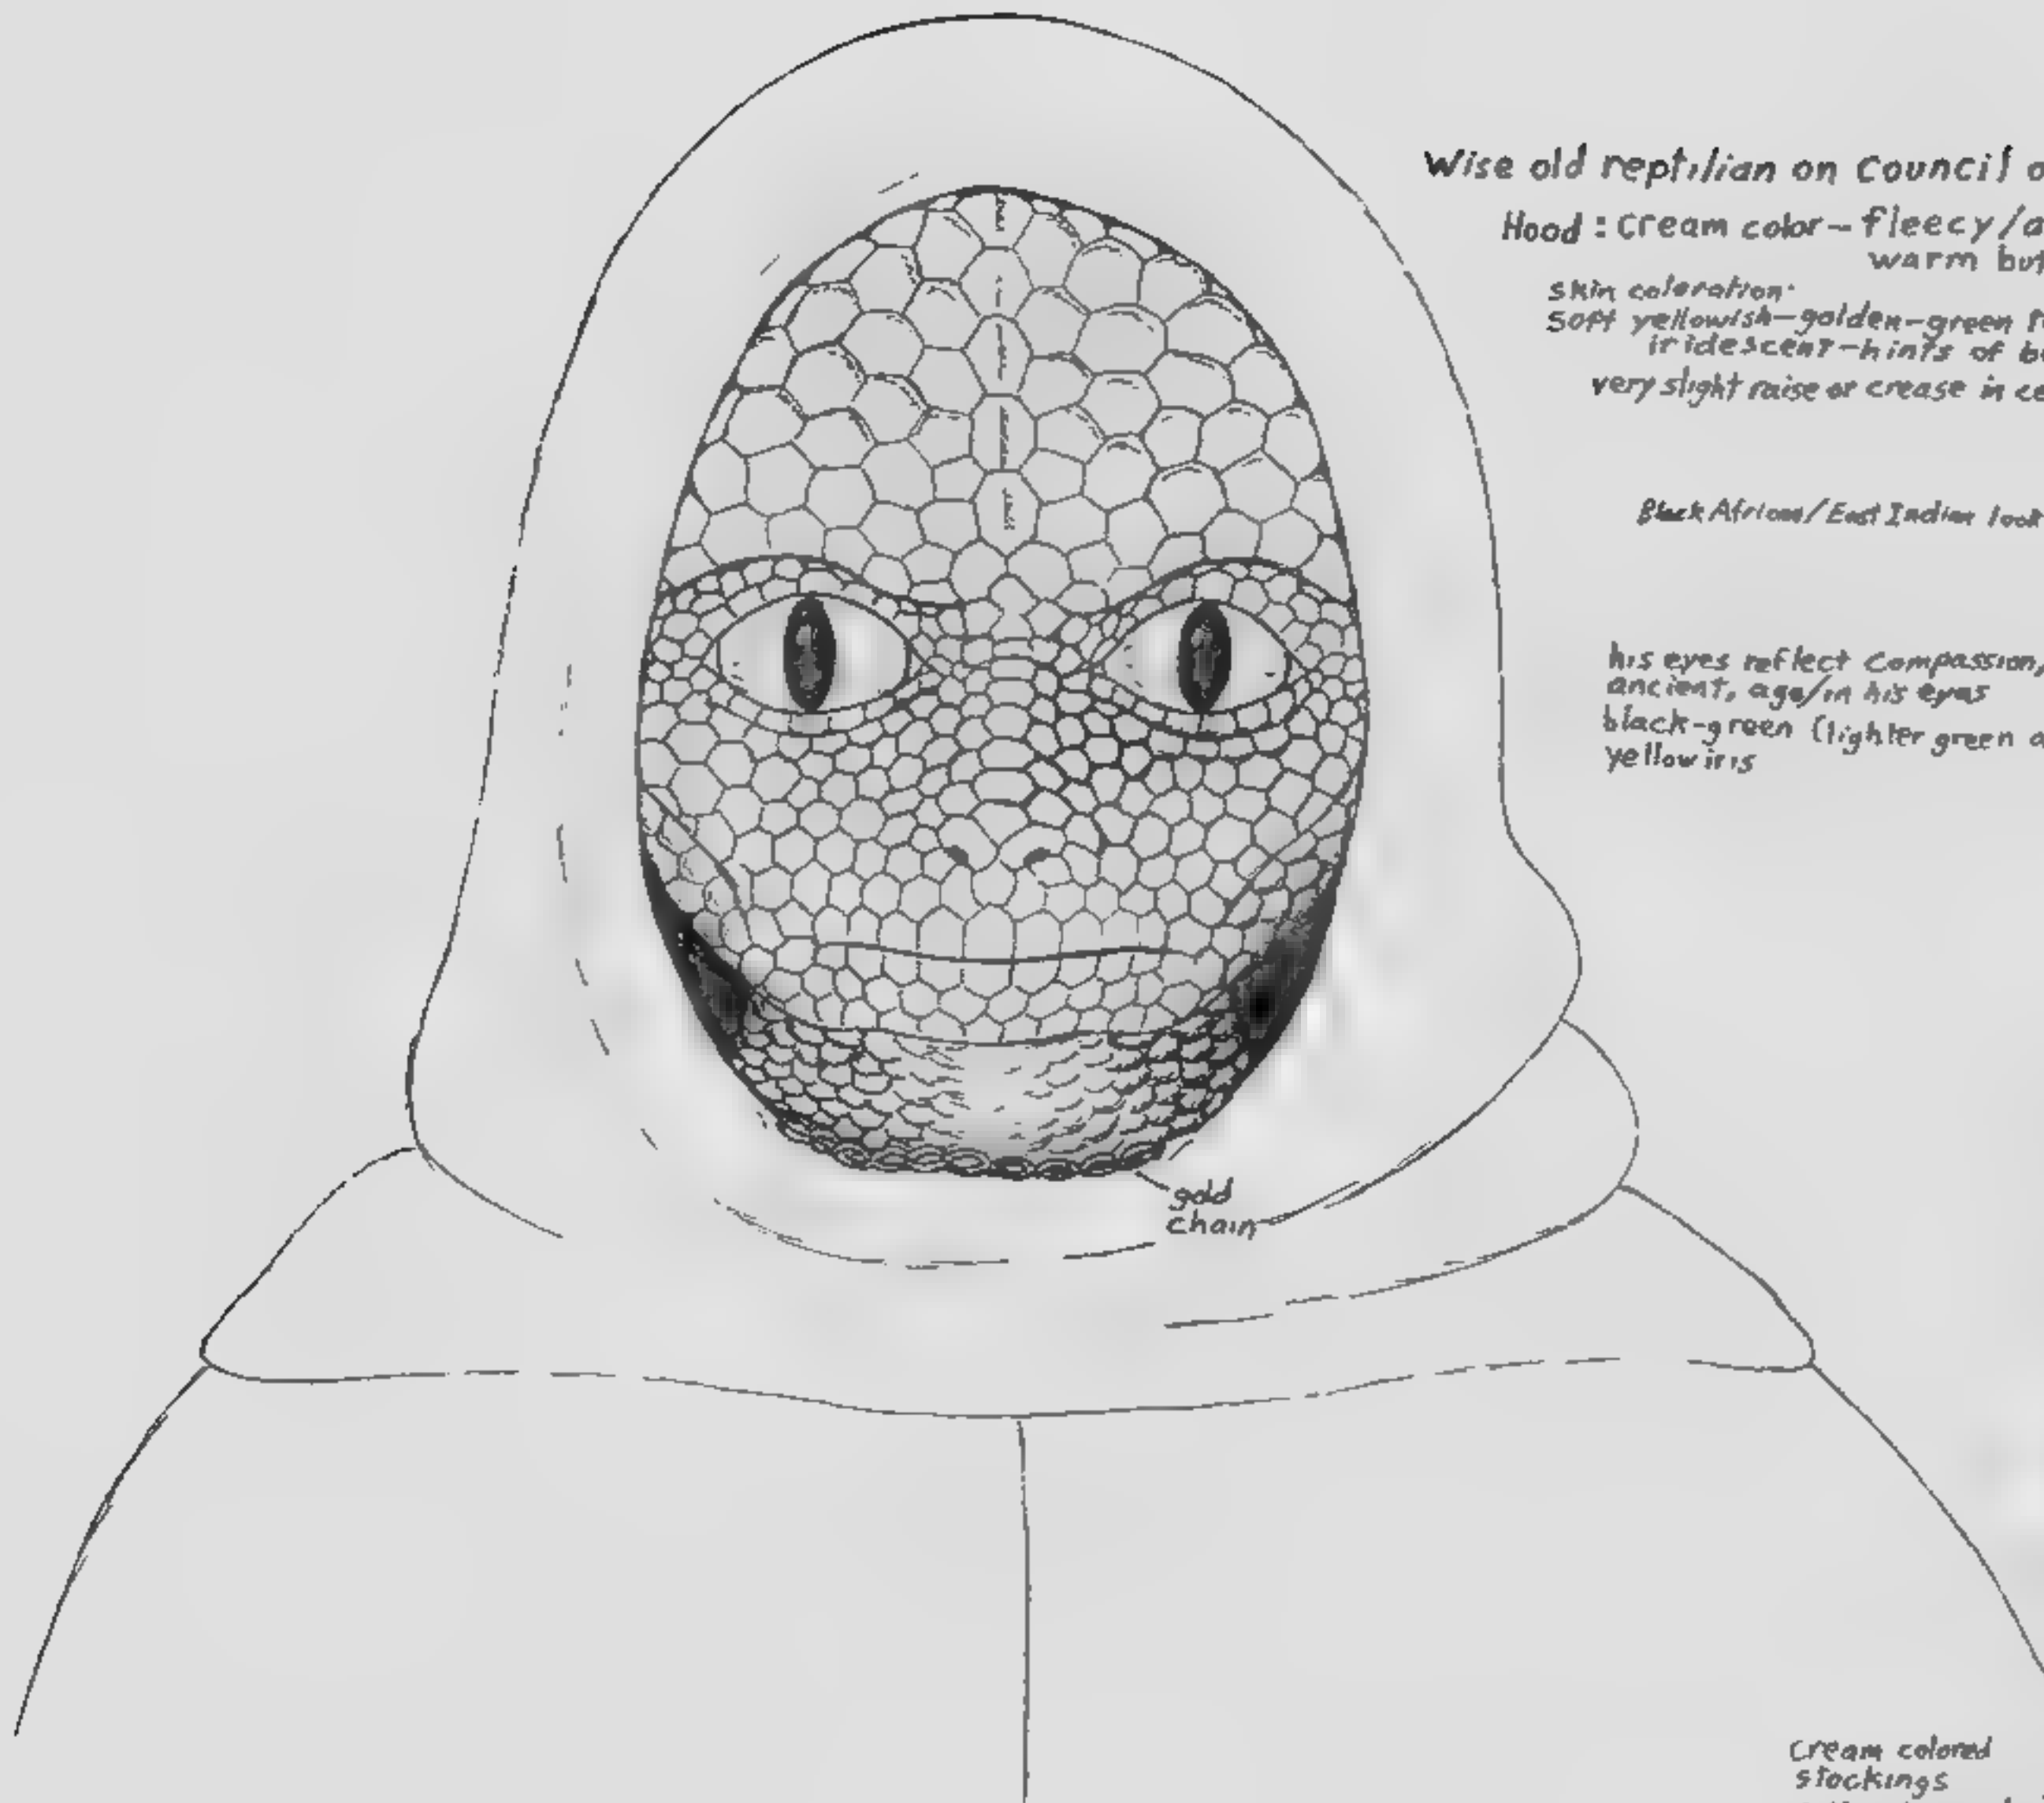 Wise old reptilian on Council o
Hood : Cream color – fleecy/a
warm but
skin coloration·
soft yellowish–golden–green
iridescent–hints of b
very slight raise or crease in ce
Black African/East Indian look
his eyes reflect Compassion,
ancient, age/in his eyes
black-green (lighter green a
yellow iris
gold
chain
Cream colored
stockings